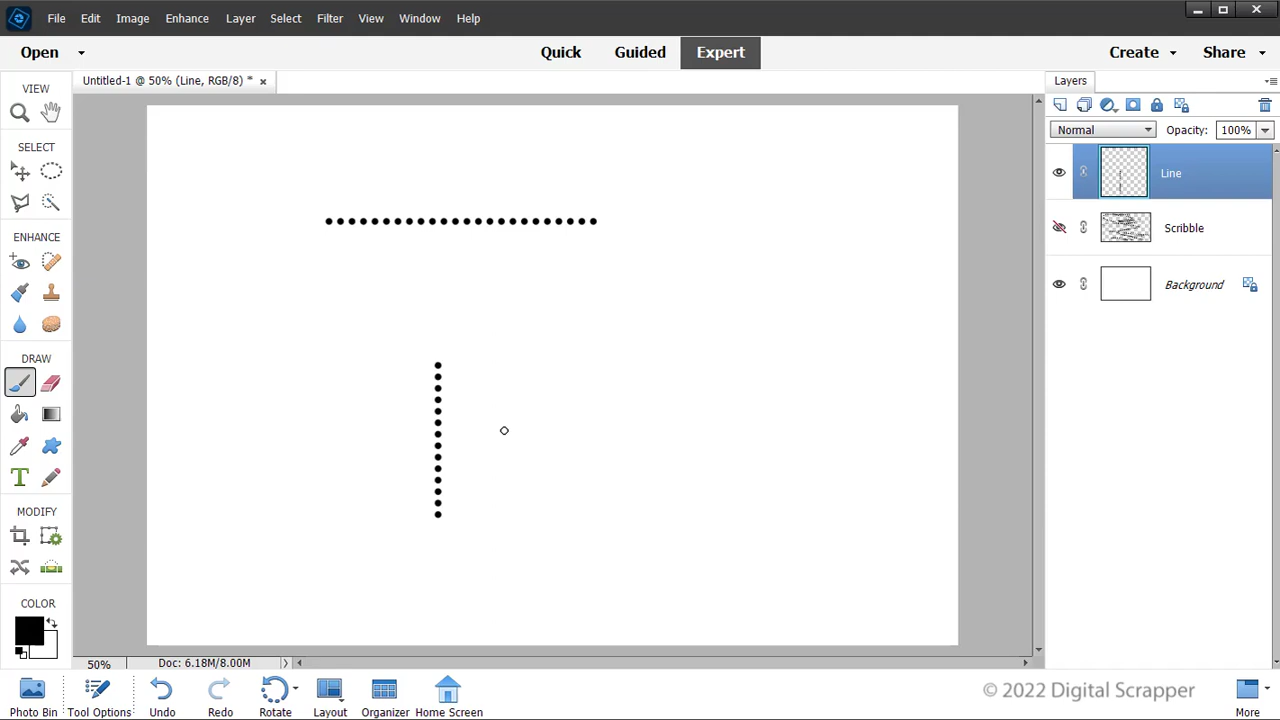 File Edit Image Enhance Layer Select Filter View Window Help
Open Quick Guided Expert Create Share
VIEW
Untitled-1 @ 50% (Line, RGB/8) *
Layers
Normal Opacity: 100%
SELECT
Line
Scribble
ENHANCE
Background
DRAW
T
MODIFY
COLOR
50% Doc: 6.18M/8.00M
© 2022 Digital Scrapper
Photo Bin Tool Options Undo Redo Rotate Layout Organizer Home Screen More